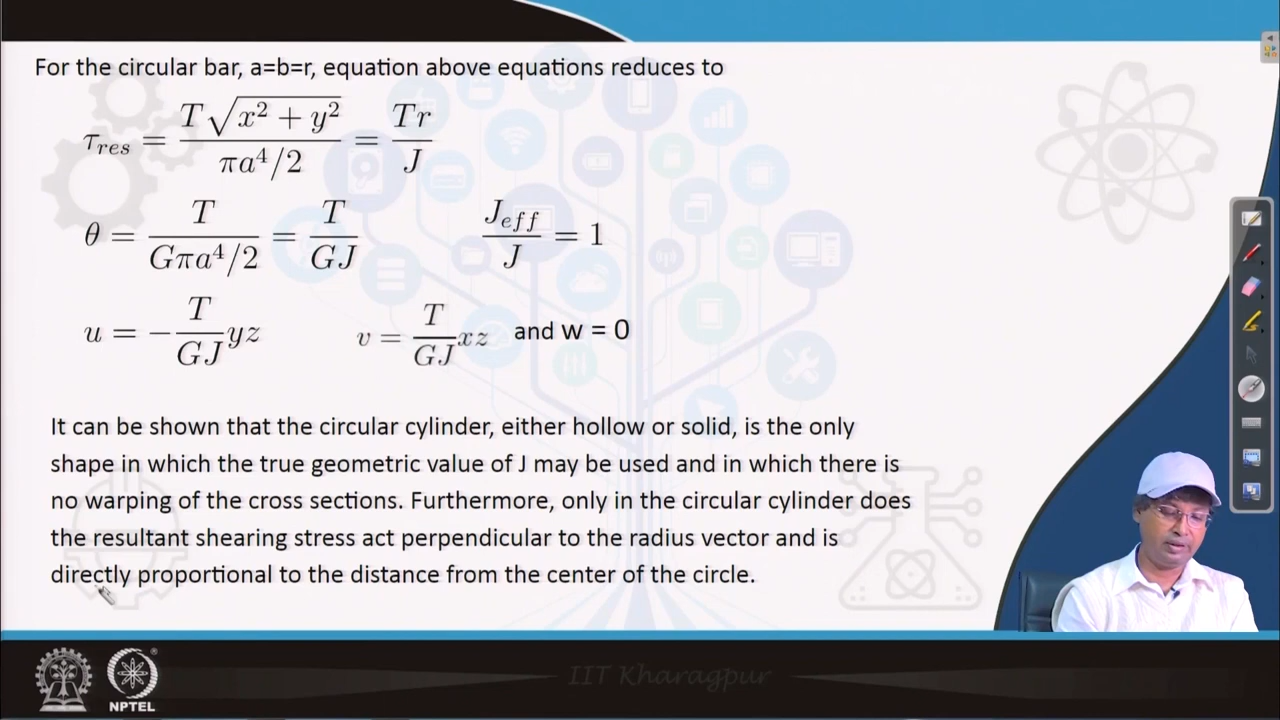 For the circular bar, a=b=r, equation above equations reduces to
τ_res = T√(x² + y²) / (πa⁴/2) = Tr / J
θ = T / (Gπa⁴/2) = T / (GJ)    J_eff / J = 1
u = −(T / GJ) yz    v = (T / GJ) xz    and w = 0
It can be shown that the circular cylinder, either hollow or solid, is the only
shape in which the true geometric value of J may be used and in which there is
no warping of the cross sections. Furthermore, only in the circular cylinder does
the resultant shearing stress act perpendicular to the radius vector and is
directly proportional to the distance from the center of the circle.
IIT Kharagpur
NPTEL